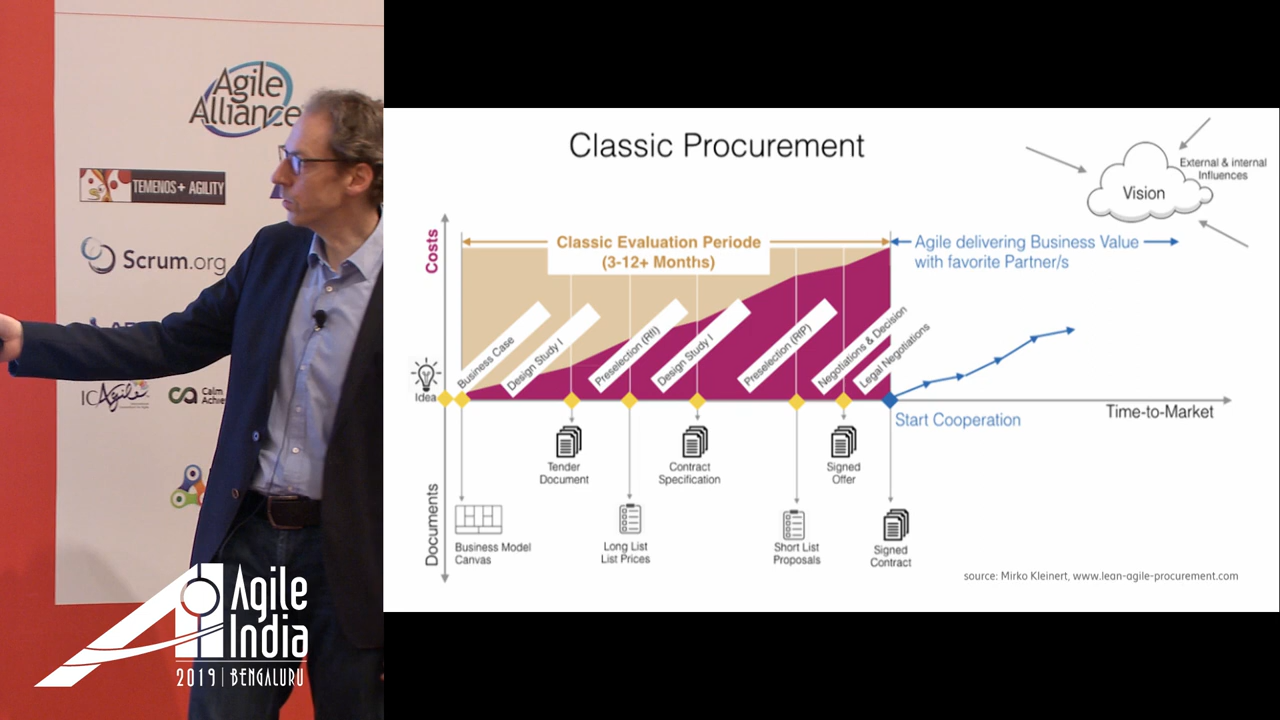 Agile
Alliance
TEMENOS+ AGILITY
Scrum.org
ICAgile
Calm
Achie
Agile
India
2019 | BENGALURU
Classic Procurement
External & internal
Influences
Vision
Costs
Classic Evaluation Periode
(3-12+ Months)
Agile delivering Business Value
with favorite Partner/s
Business Case
Design Study I
Preselection (RfI)
Design Study I
Preselection (RfP)
Negotiations & Decision
Legal Negotiations
Idea
Time-to-Market
Start Cooperation
Documents
Tender
Document
Contract
Specification
Signed
Offer
Business Model
Canvas
Long List
List Prices
Short List
Proposals
Signed
Contract
source: Mirko Kleinert, www.lean-agile-procurement.com